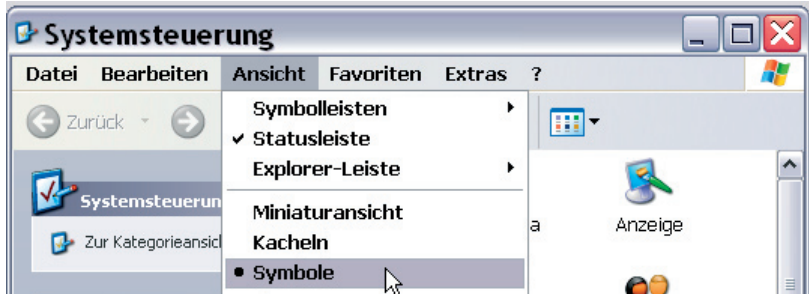 Systemsteuerung
Datei Bearbeiten Ansicht Favoriten Extras ?
Zurück
Symbolleisten
Statusleiste
Explorer-Leiste
Miniaturansicht
Kacheln
Symbole
Systemsteuerun
Zur Kategorieansicl
a
Anzeige